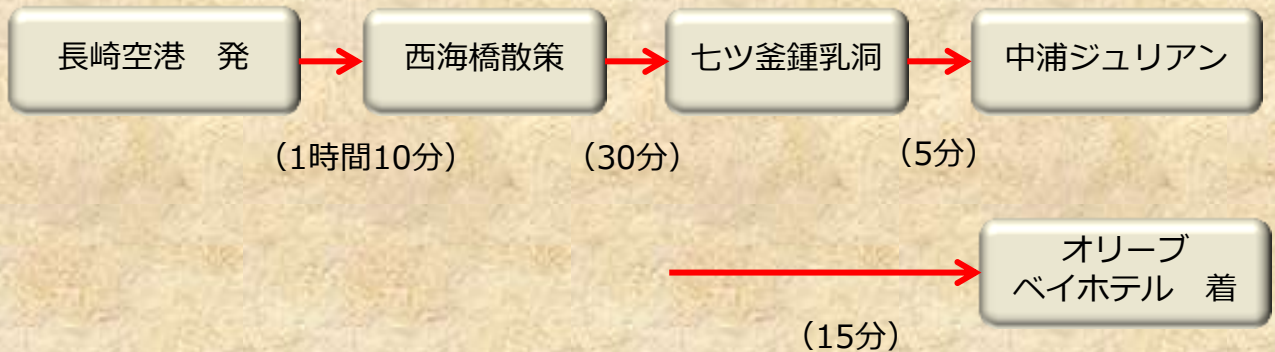 長崎空港　発
西海橋散策
七ツ釜鍾乳洞
中浦ジュリアン
（1時間10分）
（30分）
（5分）
オリーブ
ベイホテル　着
（15分）